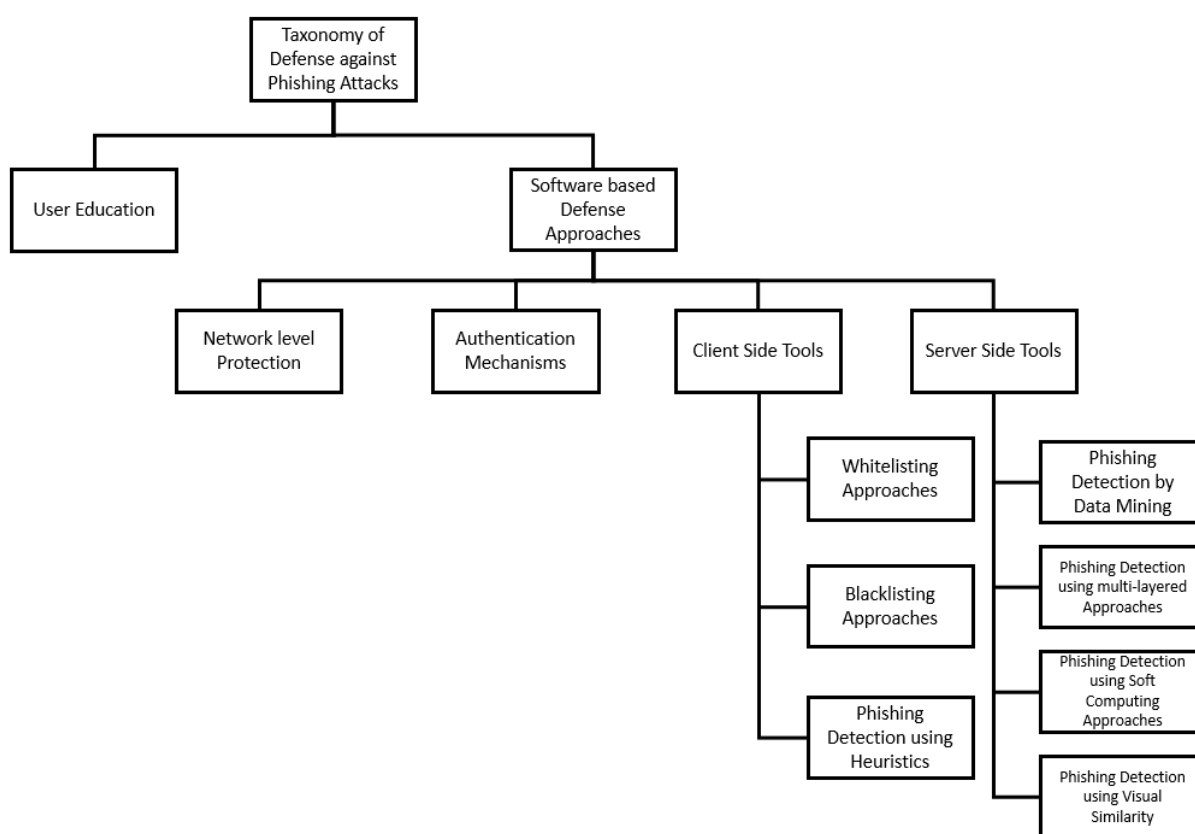 Taxonomy of
Defense against
Phishing Attacks
User Education
Software based
Defense
Approaches
Network level
Protection
Authentication
Mechanisms
Client Side Tools
Server Side Tools
Whitelisting
Approaches
Blacklisting
Approaches
Phishing
Detection using
Heuristics
Phishing
Detection by
Data Mining
Phishing Detection
using multi-layered
Approaches
Phishing Detection
using Soft
Computing
Approaches
Phishing Detection
using Visual
Similarity